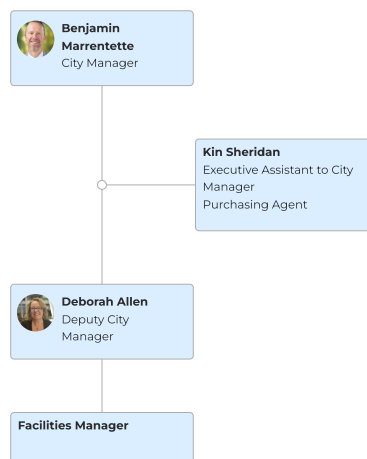 Benjamin
Marrentette
City Manager
Kin Sheridan
Executive Assistant to City
Manager
Purchasing Agent
Deborah Allen
Deputy City
Manager
Facilities Manager